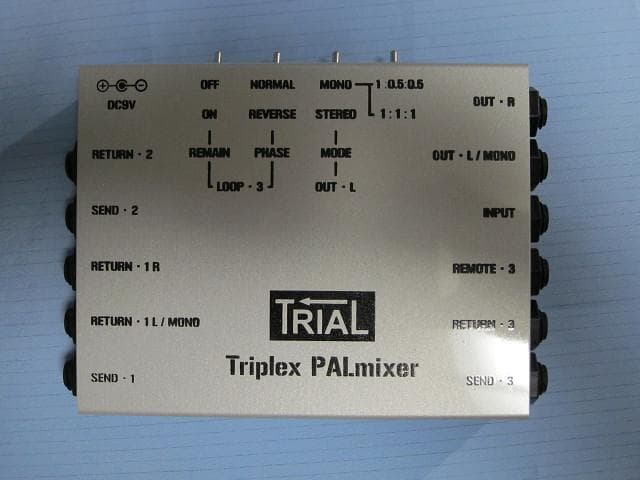 OFF NORMAL MONO 1:0.5:0.5
DC9V
ON REVERSE STEREO 1:1:1
REMAIN PHASE MODE
LOOP・3 OUT・L
RETURN・2
SEND・2
RETURN・1R
RETURN・1L/MONO
SEND・1
OUT・R
OUT・L/MONO
INPUT
REMOTE・3
RETURN・3
SEND・3
TRIAL
Triplex PALmixer